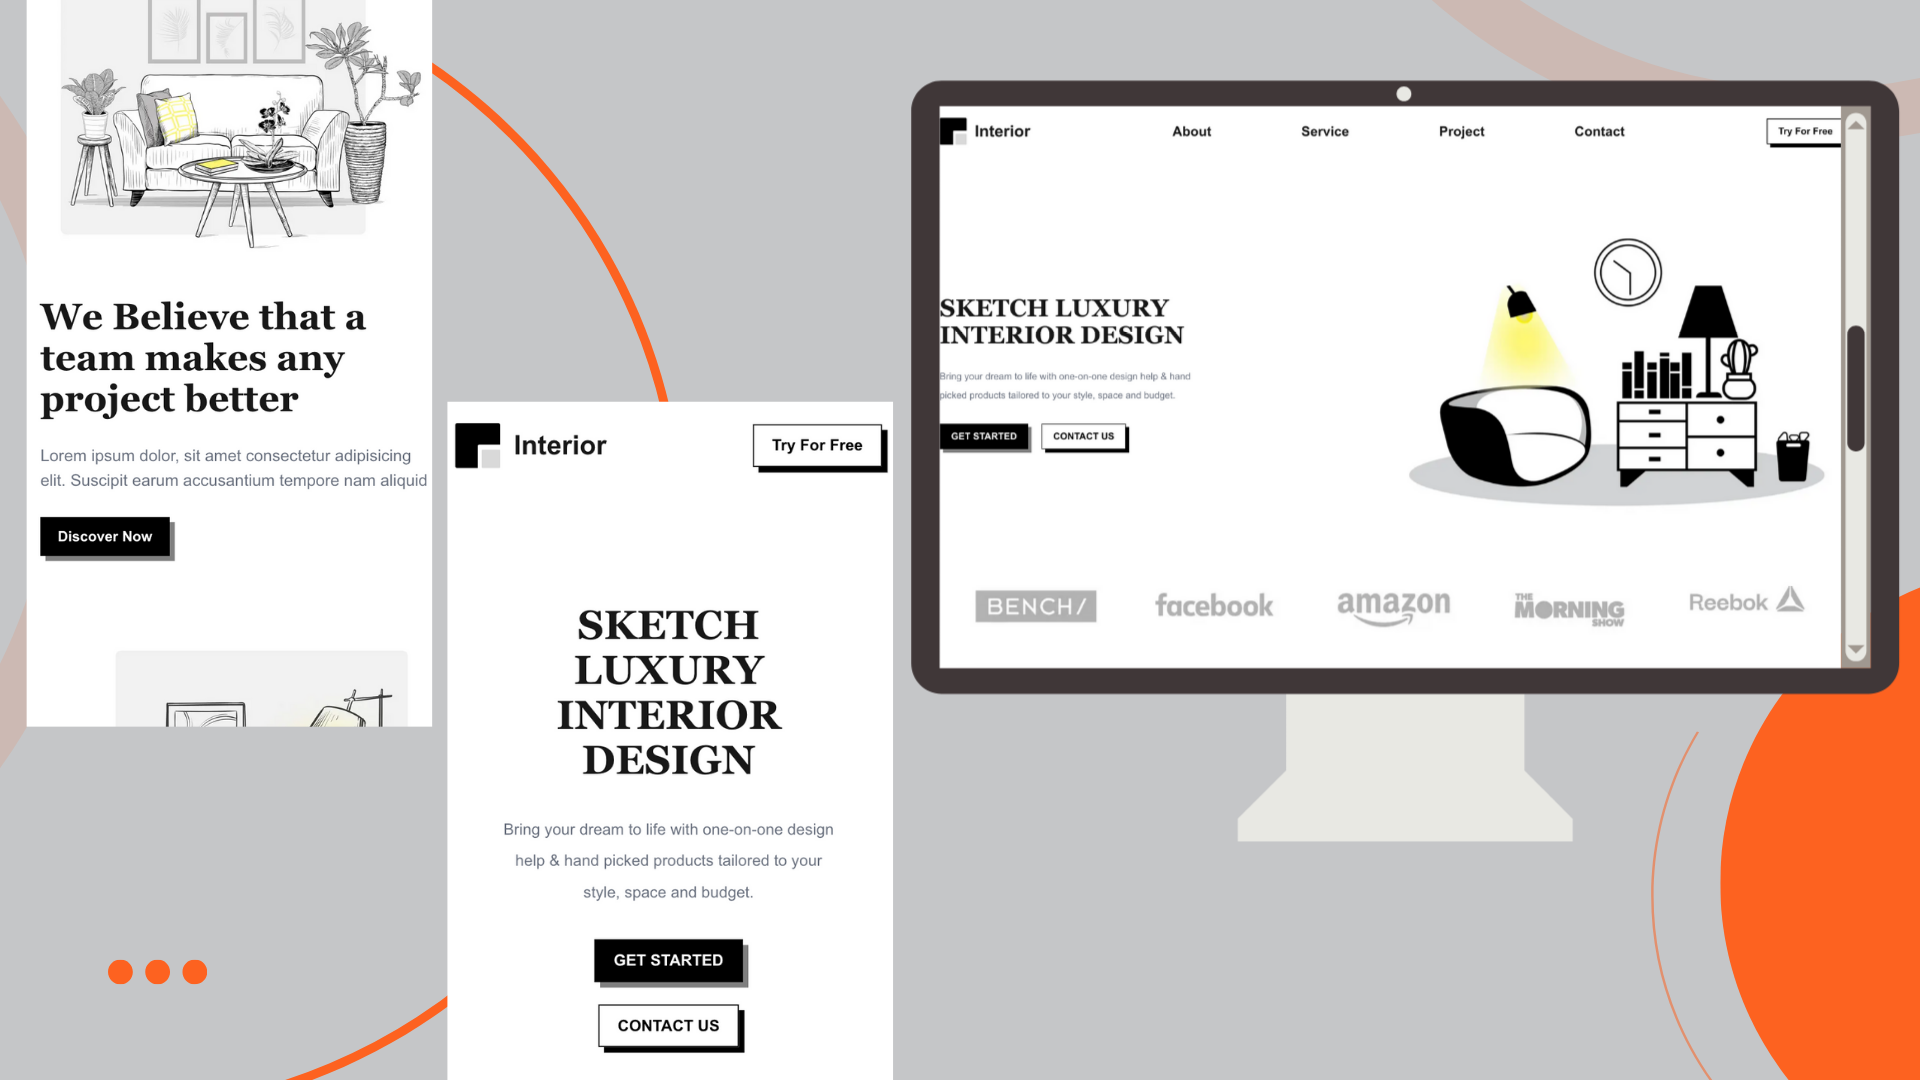 We Believe that a
team makes any
project better
Lorem ipsum dolor, sit amet consectetur adipisicing
elit. Suscipit earum accusantium tempore nam aliquid
Discover Now
Interior
Try For Free
SKETCH
LUXURY
INTERIOR
DESIGN
Bring your dream to life with one-on-one design
help & hand picked products tailored to your
style, space and budget.
GET STARTED
CONTACT US
Interior
About
Service
Project
Contact
Try For Free
SKETCH LUXURY
INTERIOR DESIGN
Bring your dream to life with one-on-one design help & hand
picked products tailored to your style, space and budget.
GET STARTED
CONTACT US
BENCH/
facebook
amazon
THE
MORNING
SHOW
Reebok